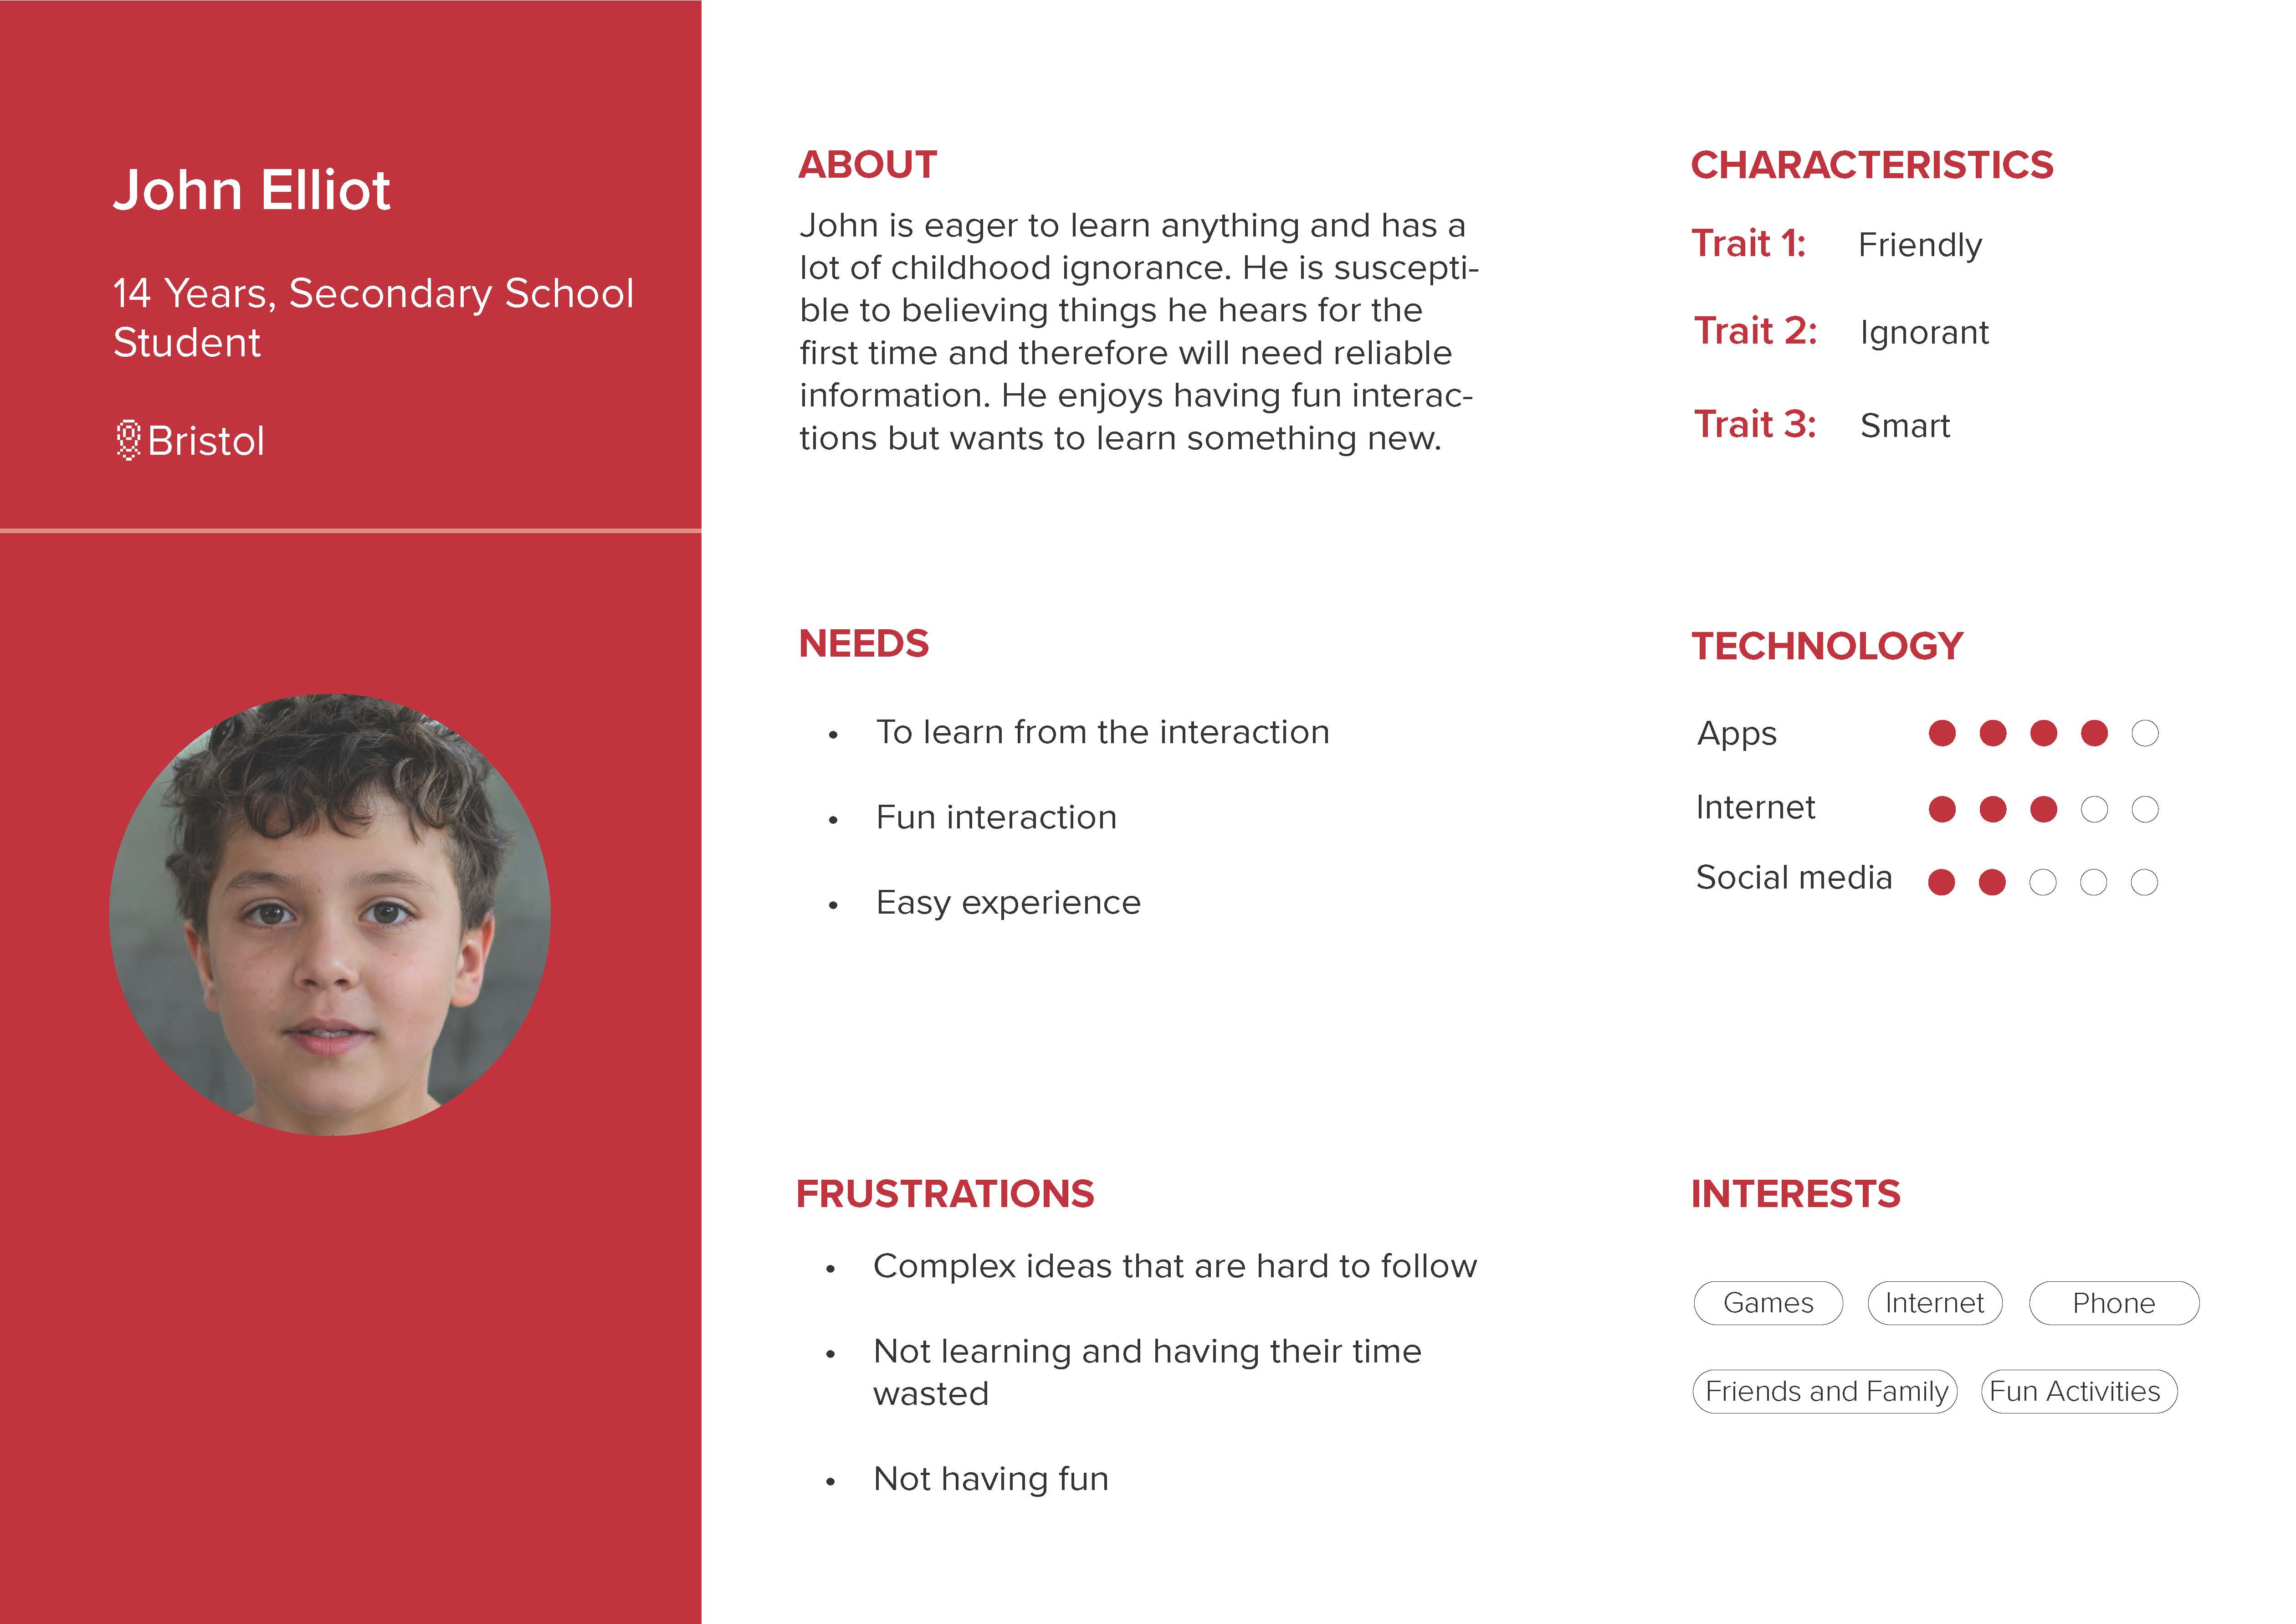 John Elliot
14 Years, Secondary School
Student
Bristol
ABOUT
John is eager to learn anything and has a
lot of childhood ignorance. He is suscepti-
ble to believing things he hears for the
first time and therefore will need reliable
information. He enjoys having fun interac-
tions but wants to learn something new.
CHARACTERISTICS
Trait 1: Friendly
Trait 2: Ignorant
Trait 3: Smart
NEEDS
• To learn from the interaction
• Fun interaction
• Easy experience
TECHNOLOGY
Apps
Internet
Social media
FRUSTRATIONS
• Complex ideas that are hard to follow
• Not learning and having their time
wasted
• Not having fun
INTERESTS
Games Internet Phone
Friends and Family Fun Activities